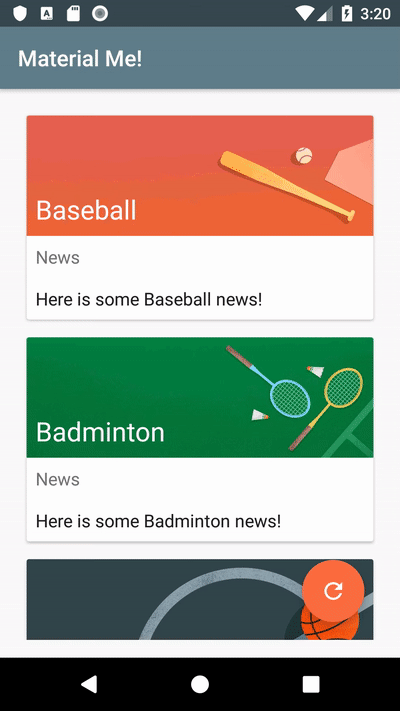 3:20
Material Me!
Baseball
News
Here is some Baseball news!
Badminton
News
Here is some Badminton news!